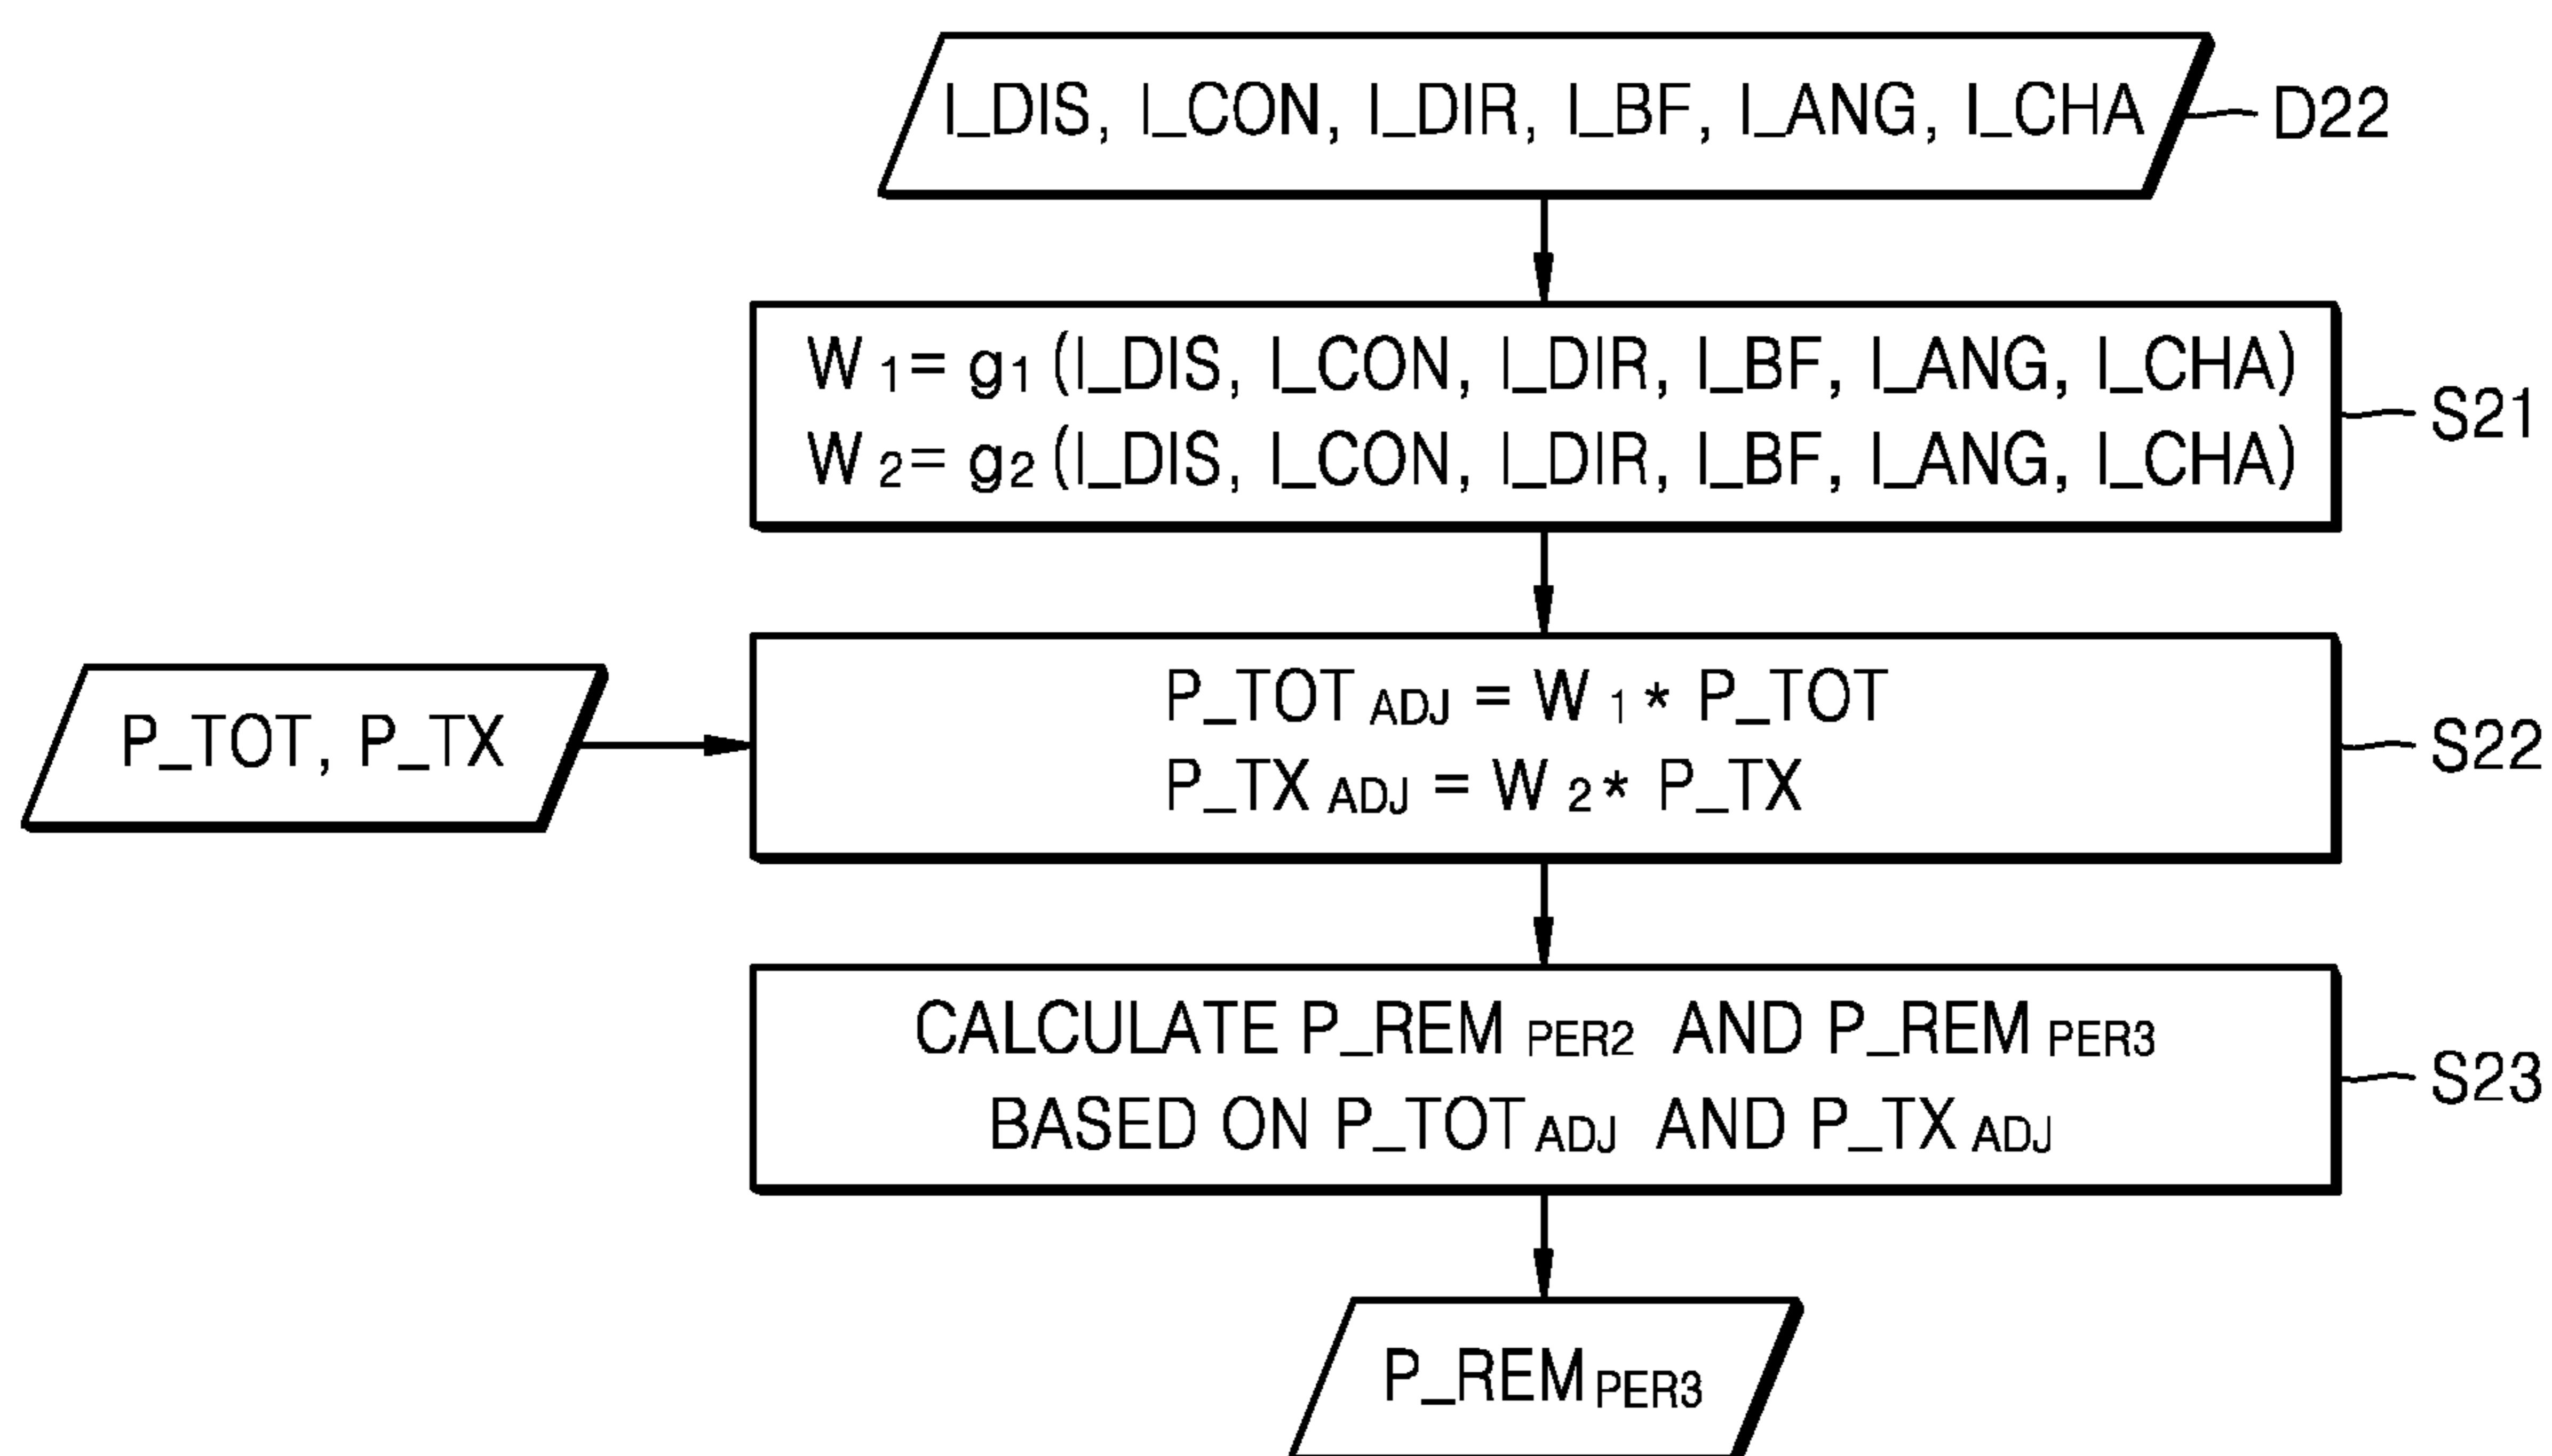 I_DIS, I_CON, I_DIR, I_BF, I_ANG, I_CHA
D22
W 1 = g1 (I_DIS, I_CON, I_DIR, I_BF, I_ANG, I_CHA)
W 2 = g2 (I_DIS, I_CON, I_DIR, I_BF, I_ANG, I_CHA)
S21
P_TOT, P_TX
P_TOT ADJ = W 1 * P_TOT
P_TX ADJ = W 2 * P_TX
S22
CALCULATE P_REM PER2 AND P_REM PER3
BASED ON P_TOT ADJ AND P_TX ADJ
S23
P_REM PER3